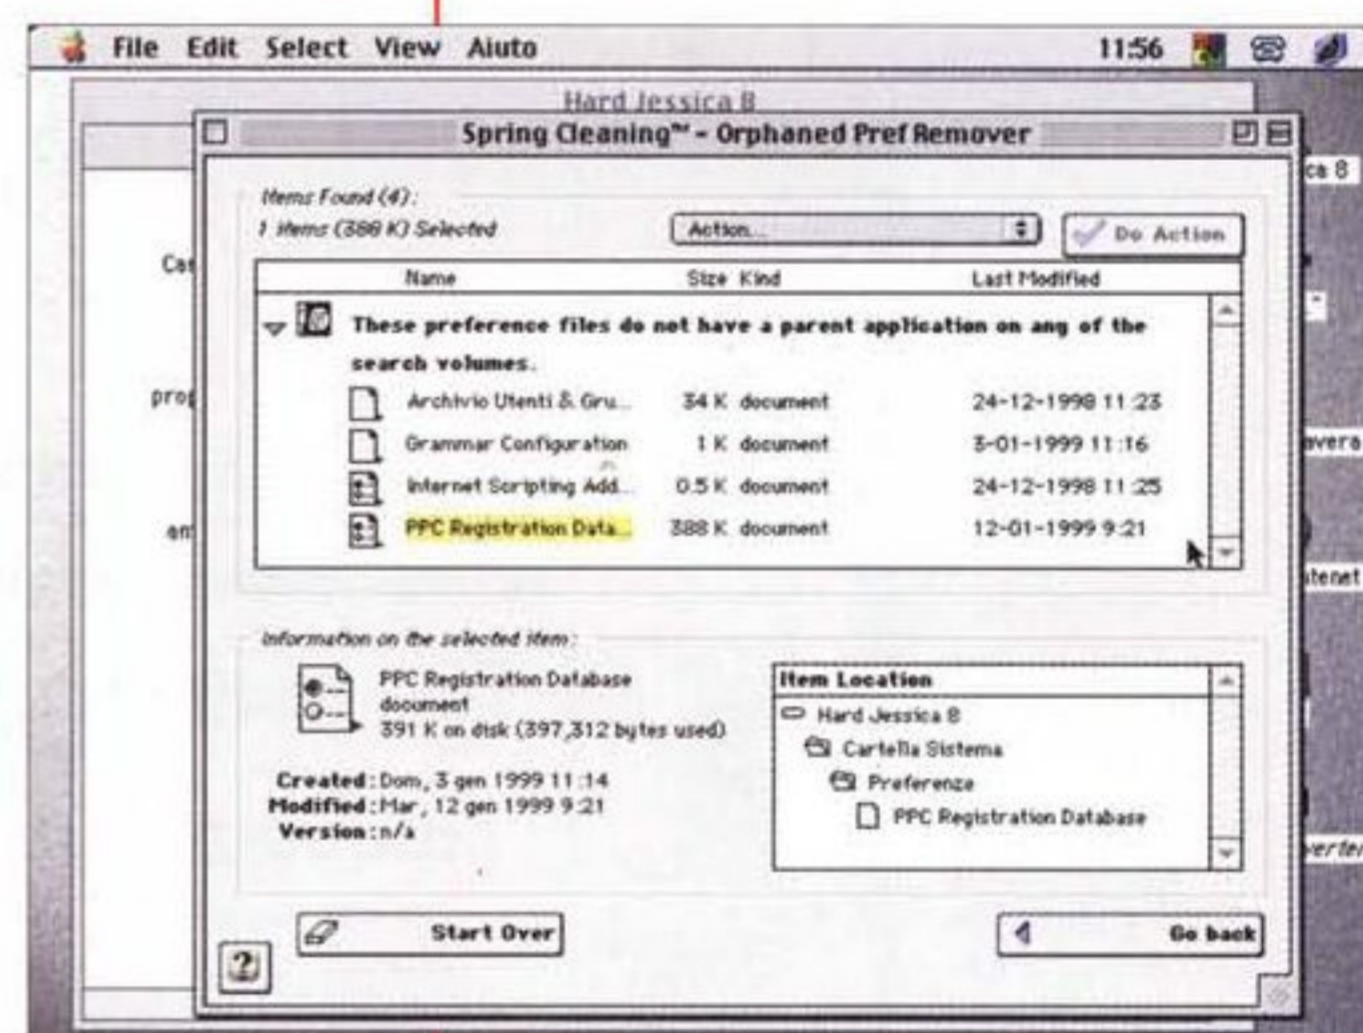 File Edit Select View Aiuto 11:56
Hard Jessica 8
Spring Cleaning™ - Orphaned Pref Remover
ca 8
Items Found (4):
1 items (388 K) Selected
Action...
Do Action
Name Size Kind Last Modified
These preference files do not have a parent application on any of the
search volumes.
Archivio Utenti & Gru... 34 K document 24-12-1998 11:23
Grammar Configuration 1 K document 3-01-1999 11:16
Internet Scripting Add... 0.5 K document 24-12-1998 11:25
PPC Registration Data... 388 K document 12-01-1999 9:21
prop
avera
Information on the selected item:
PPC Registration Database
document
391 K on disk (397,312 bytes used)
Created: Dom, 3 gen 1999 11:14
Modified: Mar, 12 gen 1999 9:21
Version: n/a
Item Location
Hard Jessica 8
Cartella Sistema
Preferenze
PPC Registration Database
verter
Start Over
Go back
?